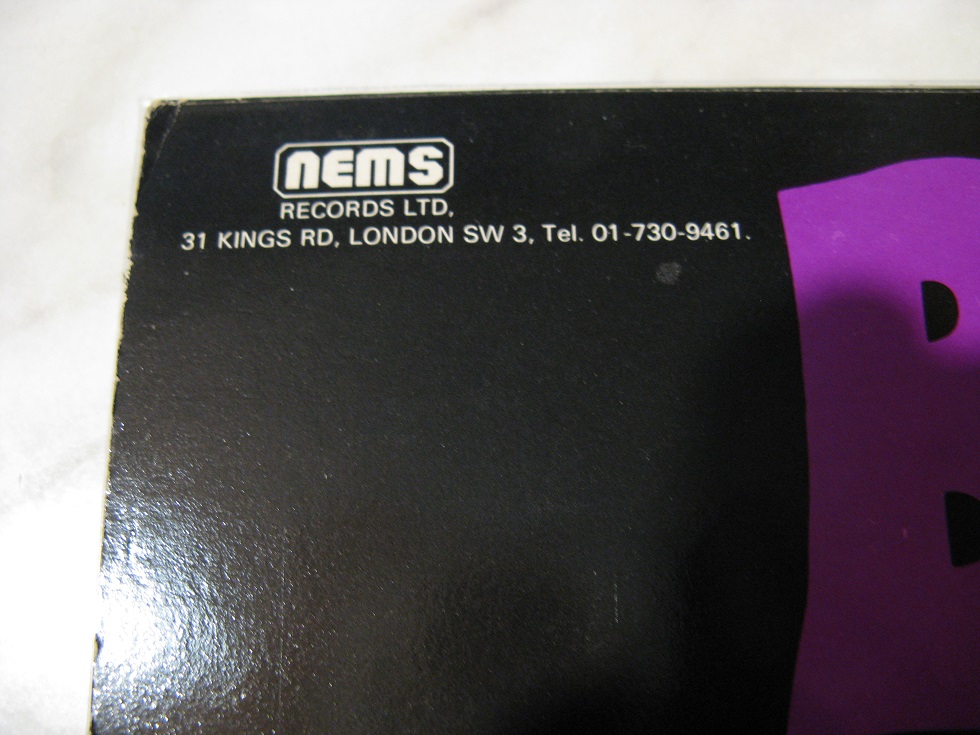 NEMS
RECORDS LTD,
31 KINGS RD, LONDON SW 3, Tel. 01-730-9461.